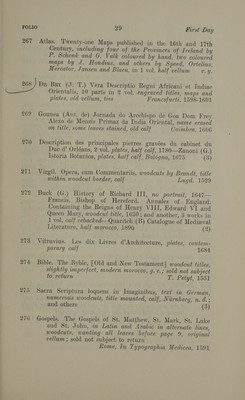 FOLIO 29 First Day
267 Atlas. Twenty-one Maps published in the 16th and 17th
Century, including four of the Provinces of Ireland by
P. Schenk and G. Valk coloured by hand, two coloured
maps by J. Hondius, and others by Speed, Ortelius,
Mercator, Jansen and Blaeu, in 1 vol. half vellum v. y.
268 De Bry (J. T.) Vera Descriptio Regni Africani et Indiae
Orientalis, 10 parts in 2 vol. engraved titles, maps and
plates, old vellum, ties Francofurti, 1598-1601
269 Gouvea (Ant. de) Jornada do Arcebispo de Goa Dom Frey
Aleixo de Menezes Primaz da India Oriental, some erased
on title, some leaves stained, old calf Coimbra, 1606
270 Description des principales pierres gravées du cabinet du
Duc d' Orléans, 2 vol. plates, half calf, 1780—Zanoni (G.)
Istoria Botanica, plates, half calf, Bologna, 1675 (3)
271 Virgil. Opera, cum Commentariis, woodcuts by Brandt, title
within woodcut border, calf Lugd. 1529
272 Buck (G.) History of Richard III, no portrait, 1647—
Francis, Bishop of Hereford. Annales of England.
Containing the Reigns of Henry VIII, Edward VI and
Queen Mary, woodcut title, 1630; and another, 3 works in
1 vol. calf rebacked—Quaritch (B) Catalogue of Mediaeval
Literature, half morocco, 1890. (2)
273 Vitruvius. Les dix Livres d'Architecture, plates, contem-
porary calf 1684
274 Bible. The Byble, [Old and New Testament] woodcut titles,
slightly imperfect, modern morocco, g. e.; sold not subject
to return T. Petyt, 1551
275 Sacra Scriptura loquens in Imaginibus, text in German,
numerous woodcuts, title mounted, calf, Nürnberg, n. d.;
and others (3)
276 Gospels. The Gospels of St. Matthew, St. Mark, St. Luke
and St. John, in Latin and Arabic in alternate lines,
woodcuts, wanting all leaves before page 9, original
vellum; sold not subject to return
Rome, In Typographia Medicea, 1591